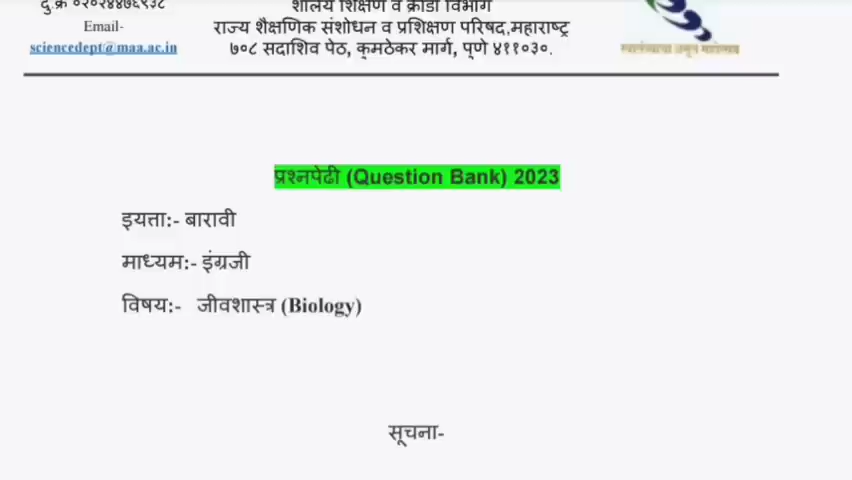 दु.क्र ०२०२४४७६९३८
शालेय शिक्षण व क्रीडा विभाग
Email-
राज्य शैक्षणिक संशोधन व प्रशिक्षण परिषद,महाराष्ट्र
sciencedept@maa.ac.in
७०८ सदाशिव पेठ, कुमठेकर मार्ग, पुणे ४११०३०.
प्रश्नपेढी (Question Bank) 2023
इयत्ता:- बारावी
माध्यम:- इंग्रजी
विषय:- जीवशास्त्र (Biology)
सूचना-